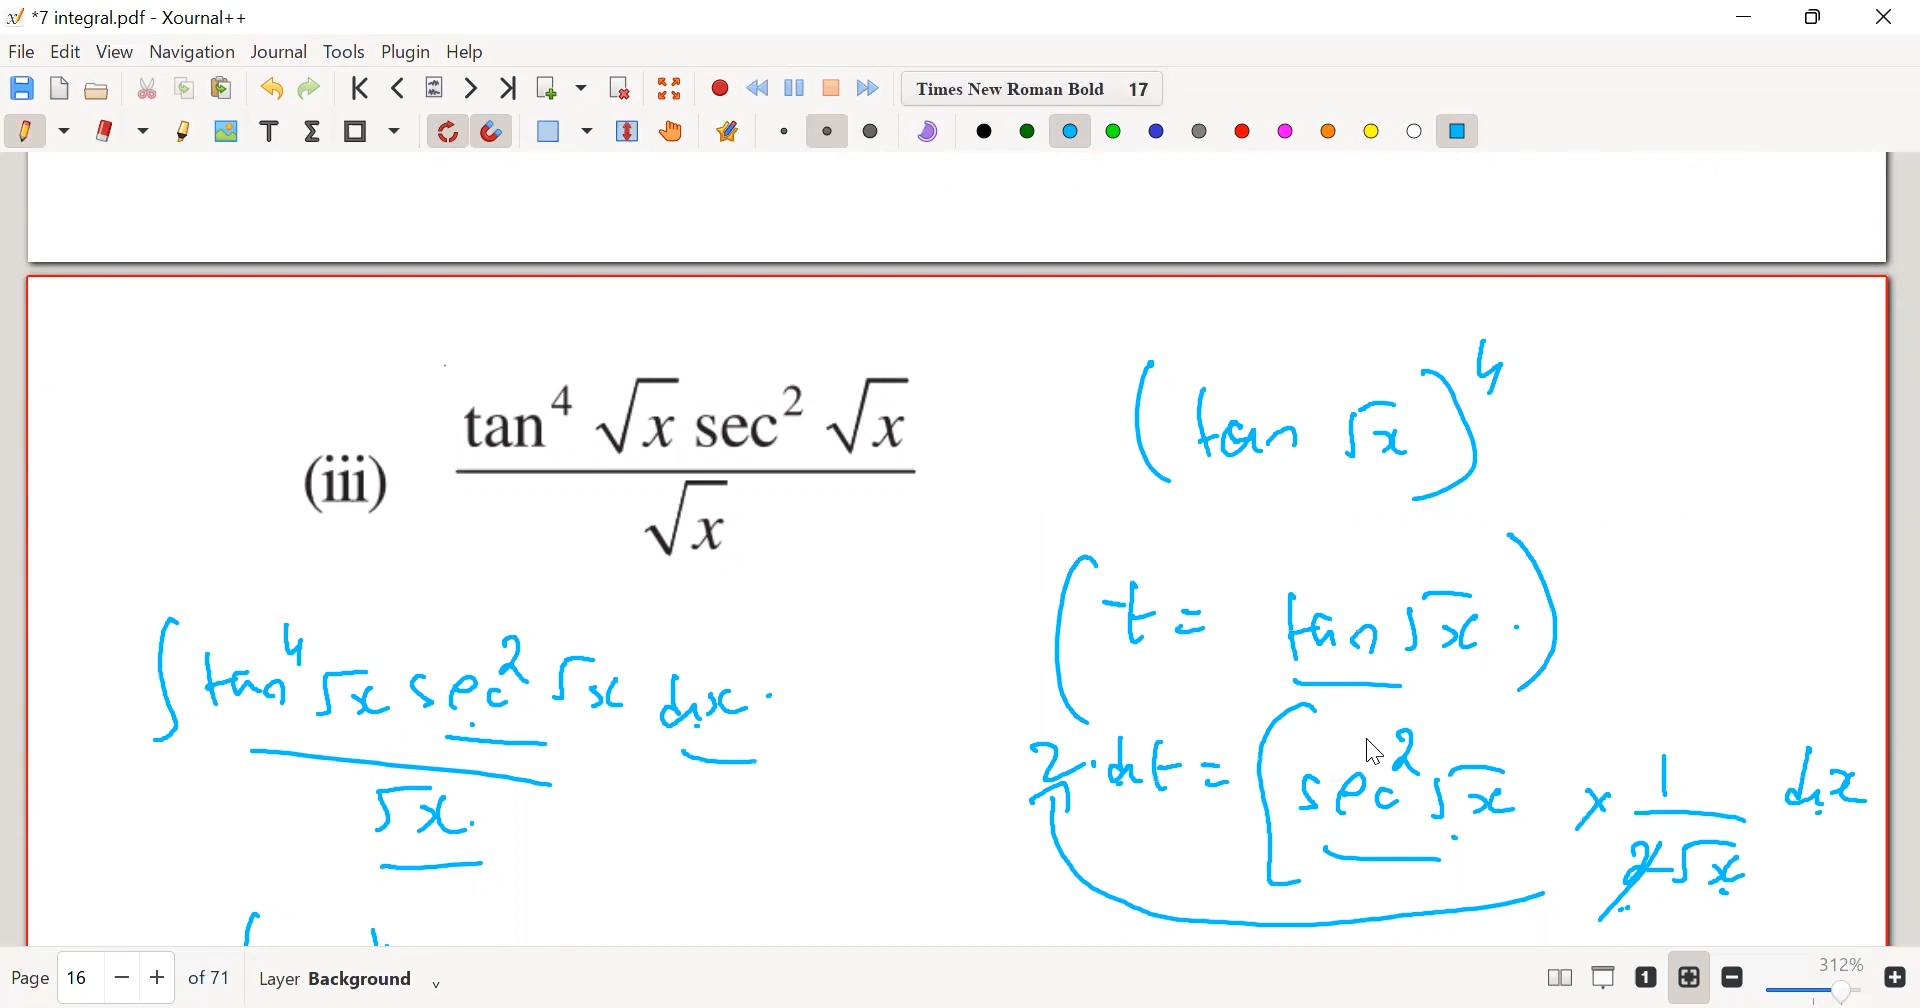 *7 integral.pdf - Xournal++
File Edit View Navigation Journal Tools Plugin Help
Times New Roman Bold 17
(iii) tan⁴ √x sec² √x
√x
(tan √x)⁴
(t = tan √x .)
∫ tan⁴ √x sec² √x dx .
√x .
2 . dt = [ sec² √x × 1 dx
2√x
Page 16 of 71 Layer Background 1 312%